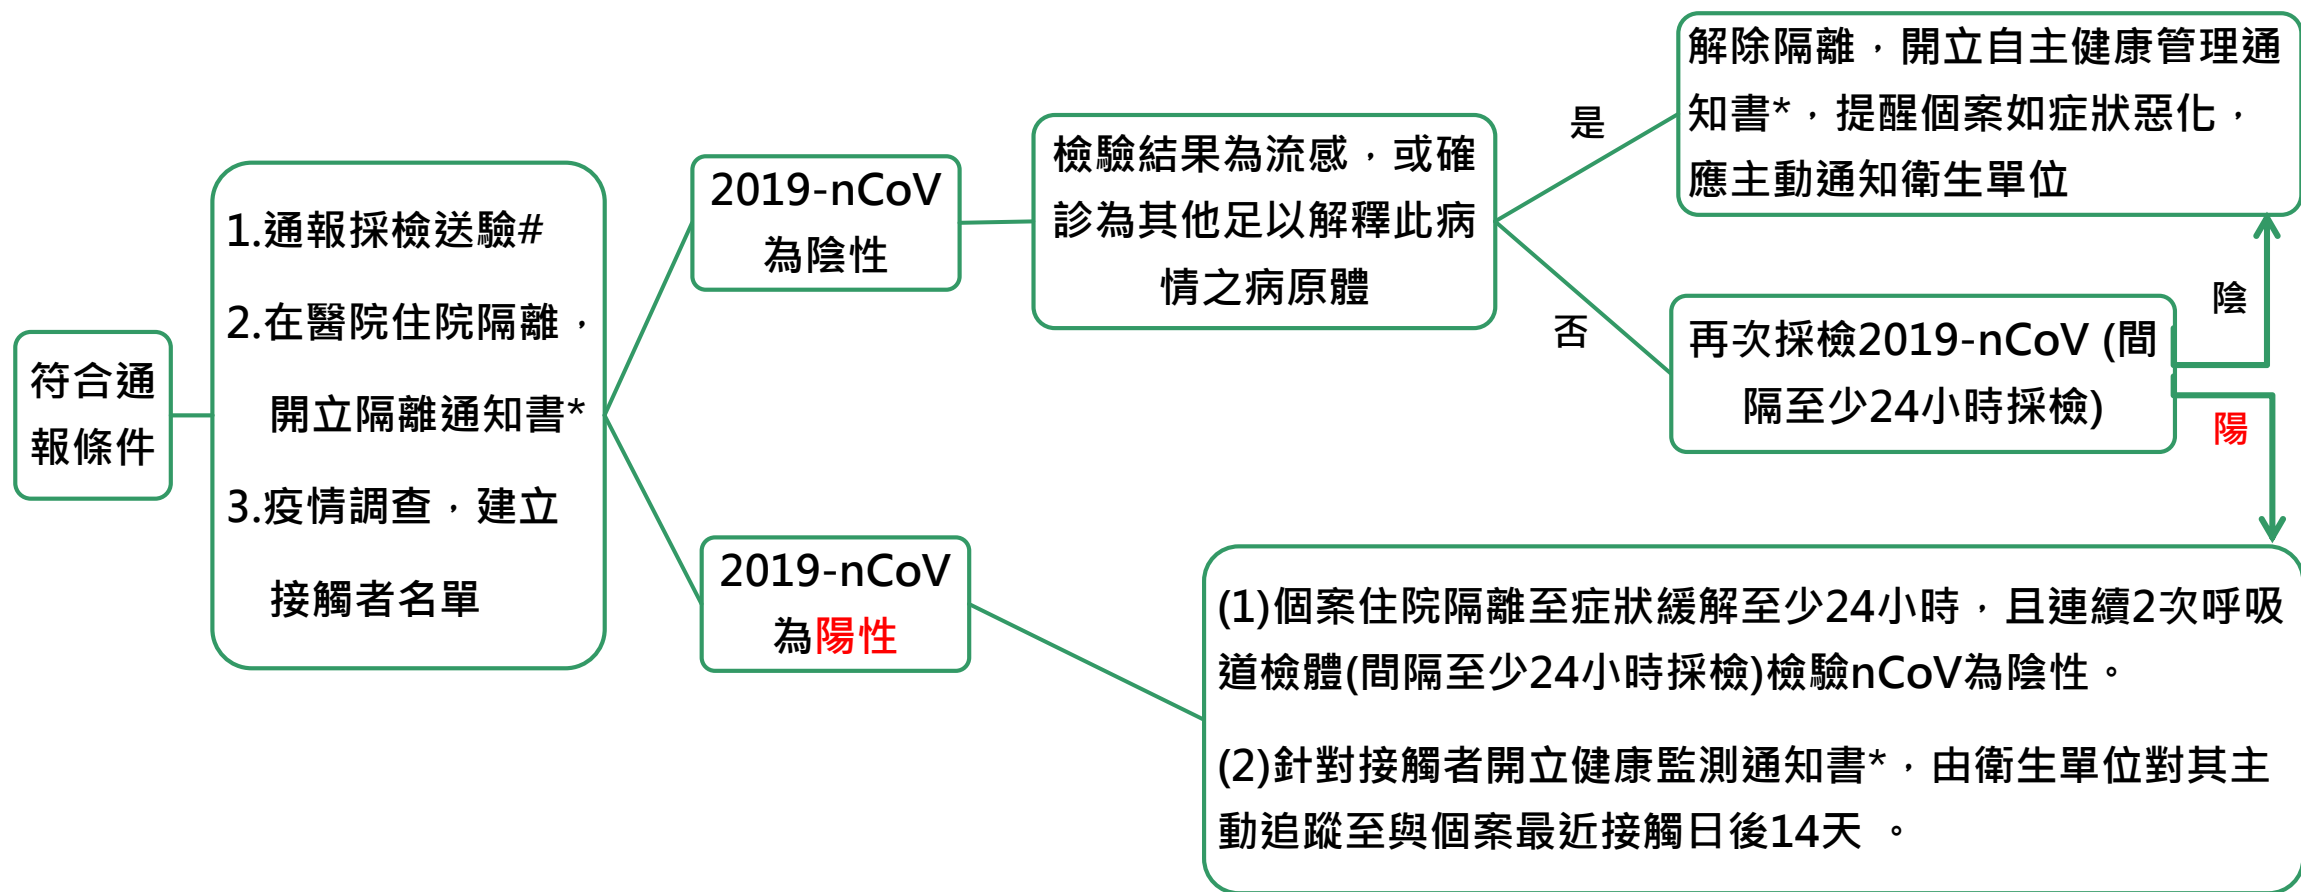 符合通
報條件
1.通報採檢送驗#
2.在醫院住院隔離，
開立隔離通知書*
3.疫情調查，建立
接觸者名單
2019-nCoV
為陰性
檢驗結果為流感，或確
診為其他足以解釋此病
情之病原體
是
解除隔離，開立自主健康管理通
知書*，提醒個案如症狀惡化，
應主動通知衛生單位
否
再次採檢2019-nCoV (間
隔至少24小時採檢)
陰
陽
2019-nCoV
為陽性
(1)個案住院隔離至症狀緩解至少24小時，且連續2次呼吸
道檢體(間隔至少24小時採檢)檢驗nCoV為陰性。
(2)針對接觸者開立健康監測通知書*，由衛生單位對其主
動追蹤至與個案最近接觸日後14天 。